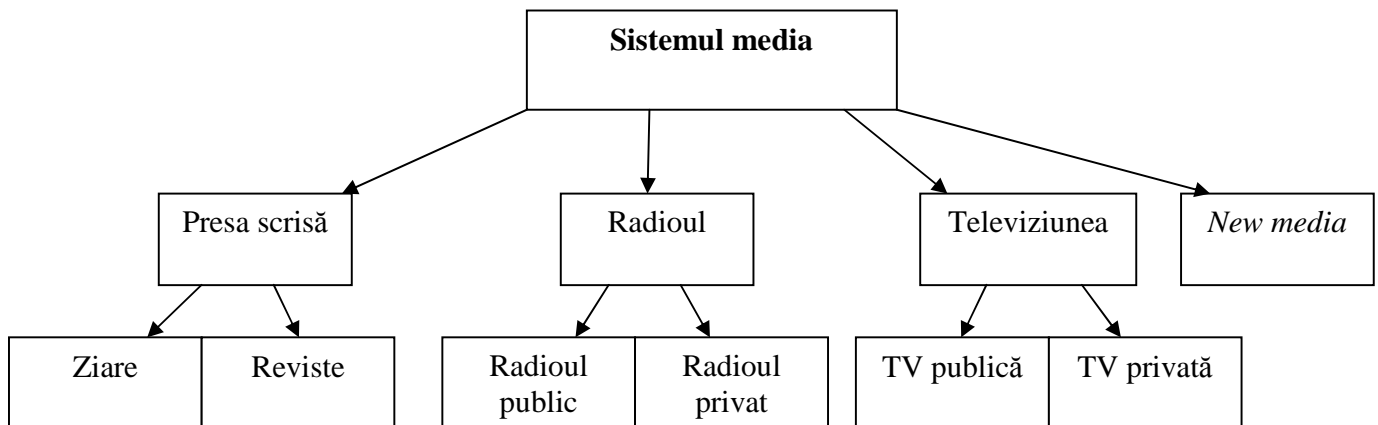 Sistemul media
Presa scrisă
Radioul
Televiziunea
New media
Ziare
Reviste
Radioul
public
Radioul
privat
TV publică
TV privată